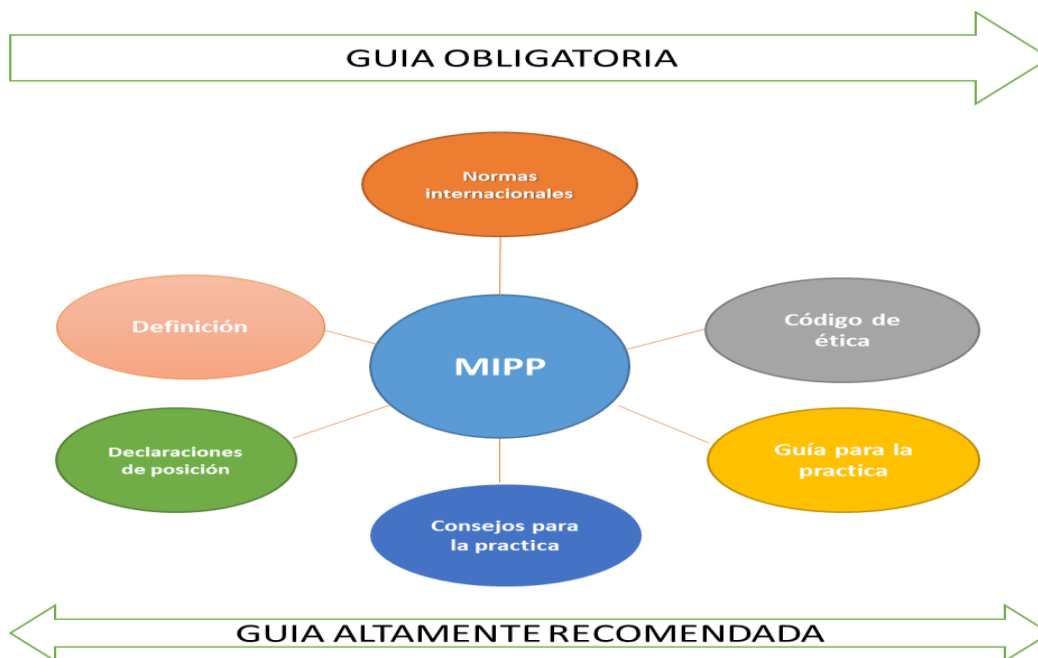 GUIA OBLIGATORIA
Normas
internacionales
Definición
Código de
ética
MIPP
Declaraciones
de posición
Guía para la
practica
Consejos para
la practica
GUIA ALTAMENTE RECOMENDADA